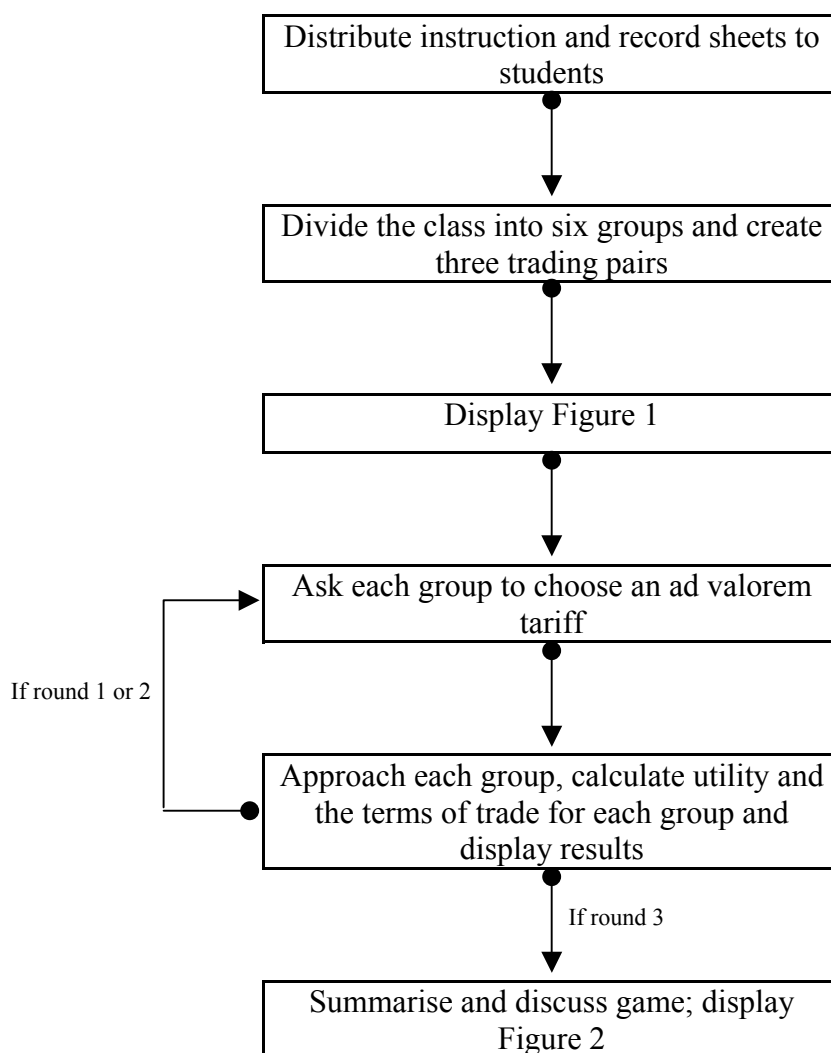 Distribute instruction and record sheets to
students
Divide the class into six groups and create
three trading pairs
Display Figure 1
Ask each group to choose an ad valorem
tariff
If round 1 or 2
Approach each group, calculate utility and
the terms of trade for each group and
display results
If round 3
Summarise and discuss game; display
Figure 2